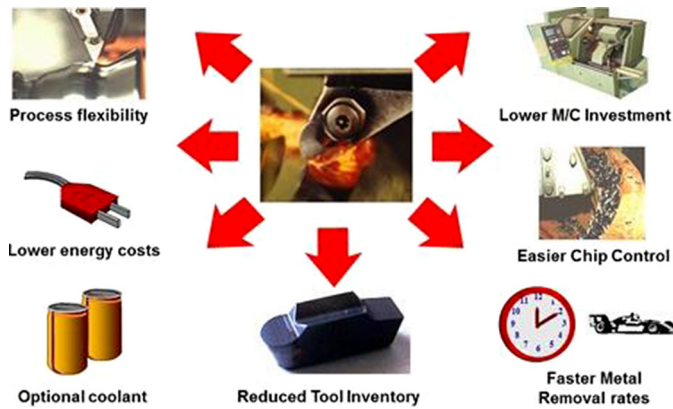 Process flexibility
Lower M/C Investment
Lower energy costs
Easier Chip Control
Optional coolant
Reduced Tool Inventory
Faster Metal
Removal rates